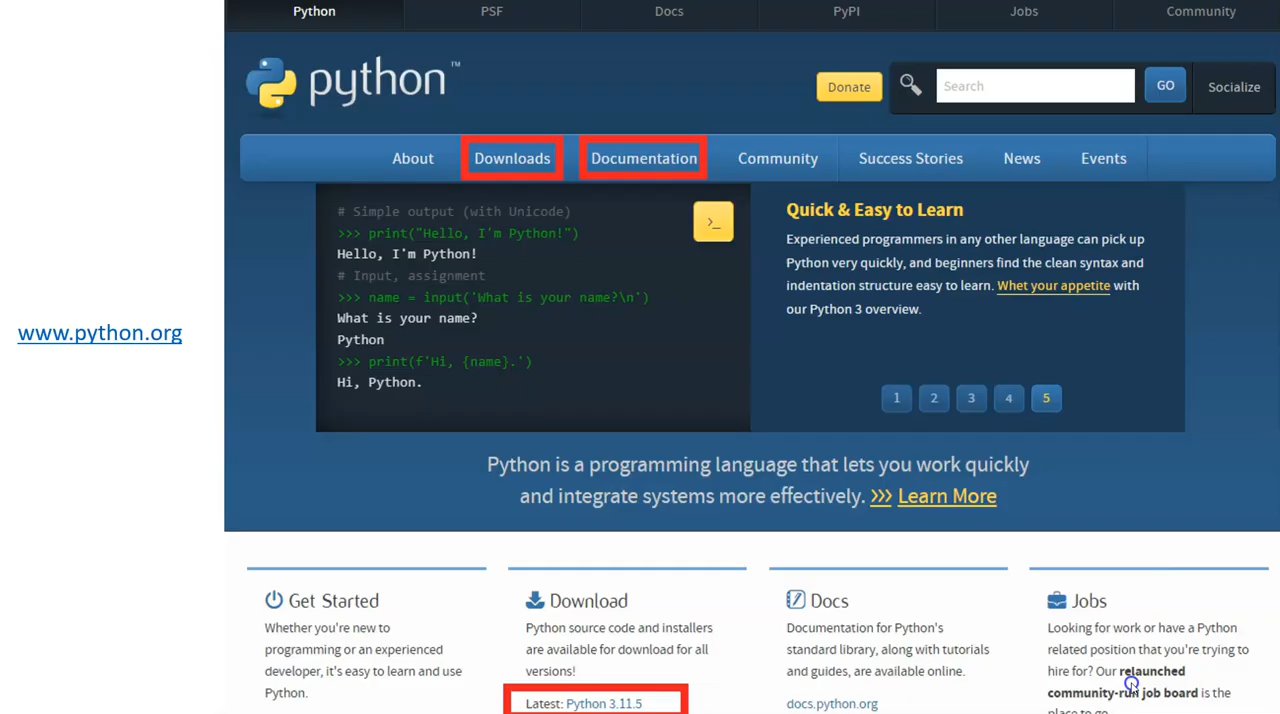 Python
PSF
Docs
PyPI
Jobs
Community
python™
Donate
Search
GO
Socialize
About
Downloads
Documentation
Community
Success Stories
News
Events
# Simple output (with Unicode)
>>> print("Hello, I'm Python!")
Hello, I'm Python!
# Input, assignment
>>> name = input('What is your name?\n')
What is your name?
Python
>>> print(f'Hi, {name}.')
Hi, Python.
>_
Quick & Easy to Learn
Experienced programmers in any other language can pick up
Python very quickly, and beginners find the clean syntax and
indentation structure easy to learn. Whet your appetite with
our Python 3 overview.
1 2 3 4 5
www.python.org
Python is a programming language that lets you work quickly
and integrate systems more effectively. >>> Learn More
Get Started
Whether you're new to
programming or an experienced
developer, it's easy to learn and use
Python.
Download
Python source code and installers
are available for download for all
versions!
Latest: Python 3.11.5
Docs
Documentation for Python's
standard library, along with tutorials
and guides, are available online.
docs.python.org
Jobs
Looking for work or have a Python
related position that you're trying to
hire for? Our relaunched
community-run job board is the
place to go.